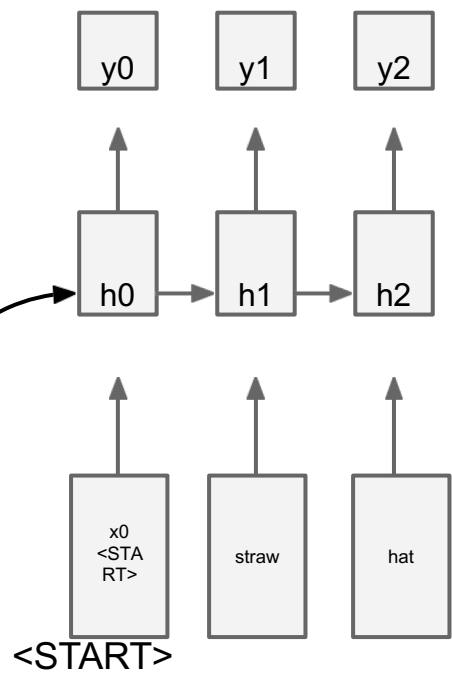 y0 y1 y2
h0 h1 h2
x0
<STA
RT>
straw
hat
<START>